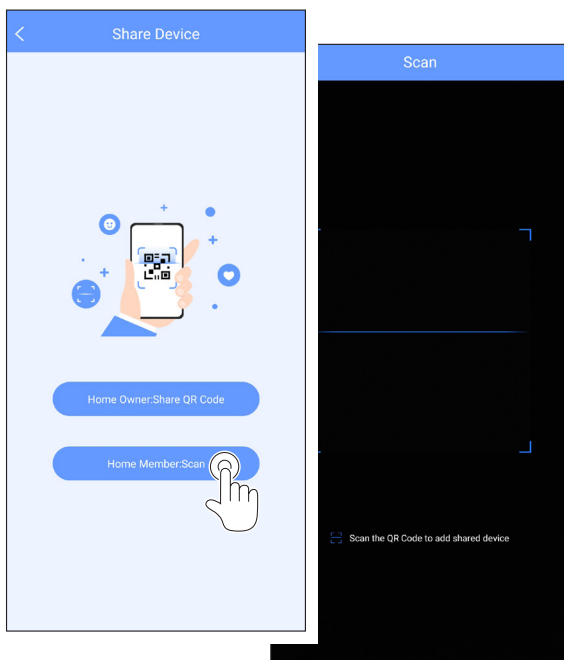 Share Device
Home Owner:Share QR Code
Home Member:Scan
Scan
Scan the QR Code to add shared device